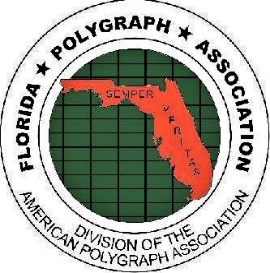 FLORIDA ★ POLYGRAPH ★ ASSOCIATION
SEMPER
VERITAS
DIVISION OF THE
AMERICAN POLYGRAPH ASSOCIATION